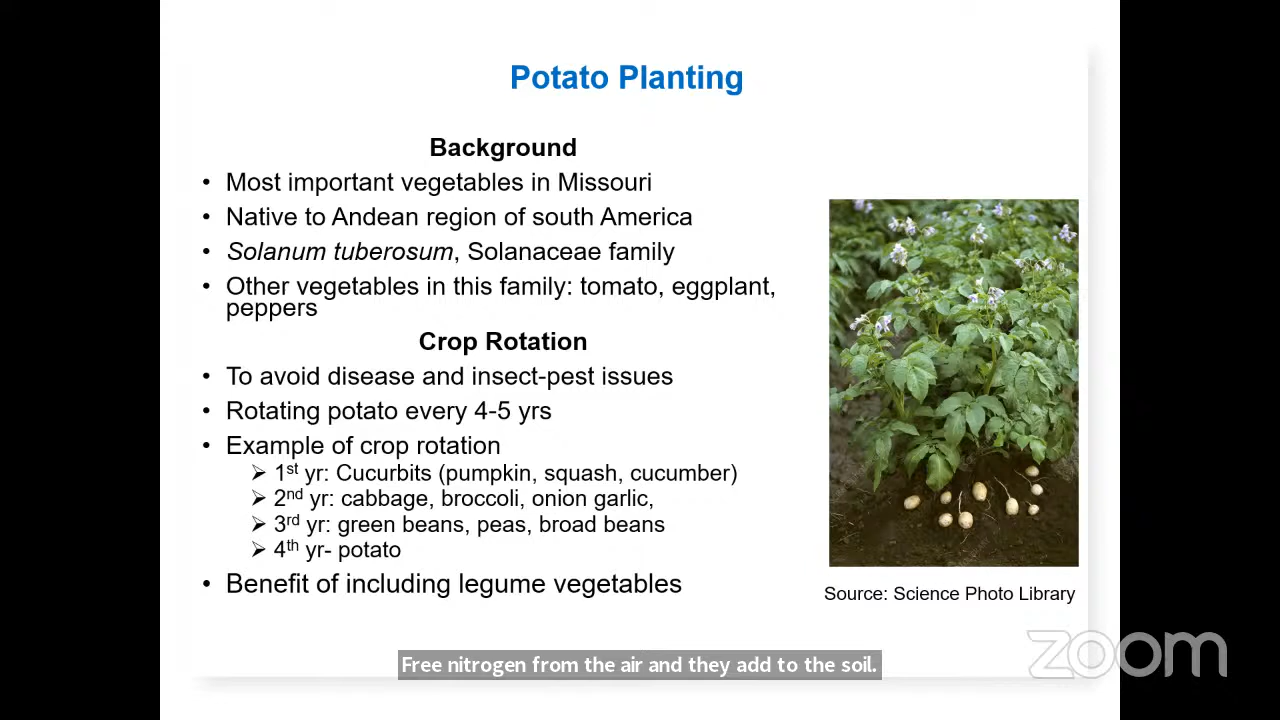 Potato Planting
Background
• Most important vegetables in Missouri
• Native to Andean region of south America
• Solanum tuberosum, Solanaceae family
• Other vegetables in this family: tomato, eggplant,
peppers
Crop Rotation
• To avoid disease and insect-pest issues
• Rotating potato every 4-5 yrs
• Example of crop rotation
➢ 1st yr: Cucurbits (pumpkin, squash, cucumber)
➢ 2nd yr: cabbage, broccoli, onion garlic,
➢ 3rd yr: green beans, peas, broad beans
➢ 4th yr- potato
• Benefit of including legume vegetables
Source: Science Photo Library
Free nitrogen from the air and they add to the soil.
zoom